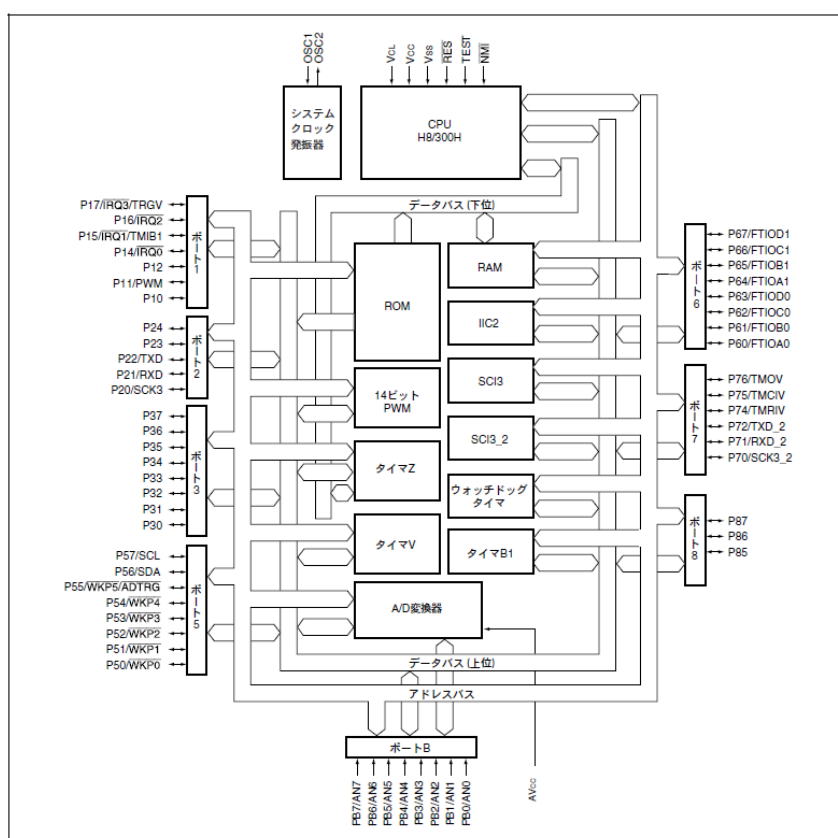 OSC1
OSC2
VCL
VCC
VSS
RES
TEST
NMI
システム
クロック
発振器
CPU
H8/300H
データバス (下位)
P17/IRQ3/TRGV
P16/IRQ2
P15/IRQ1/TMIB1
P14/IRQ0
P12
P11/PWM
P10
ポート1
P24
P23
P22/TXD
P21/RXD
P20/SCK3
ポート2
P37
P36
P35
P34
P33
P32
P31
P30
ポート3
P57/SCL
P56/SDA
P55/WKP5/ADTRG
P54/WKP4
P53/WKP3
P52/WKP2
P51/WKP1
P50/WKP0
ポート5
ROM
14ビット
PWM
タイマZ
タイマV
A/D変換器
RAM
IIC2
SCI3
SCI3_2
ウォッチドッグ
タイマ
タイマB1
ポート6
P67/FTIOD1
P66/FTIOC1
P65/FTIOB1
P64/FTIOA1
P63/FTIOD0
P62/FTIOC0
P61/FTIOB0
P60/FTIOA0
ポート7
P76/TMOV
P75/TMCIV
P74/TMRIV
P72/TXD_2
P71/RXD_2
P70/SCK3_2
ポート8
P87
P86
P85
データバス (上位)
アドレスバス
ポートB
PB7/AN7
PB6/AN6
PB5/AN5
PB4/AN4
PB3/AN3
PB2/AN2
PB1/AN1
PB0/AN0
AVCC